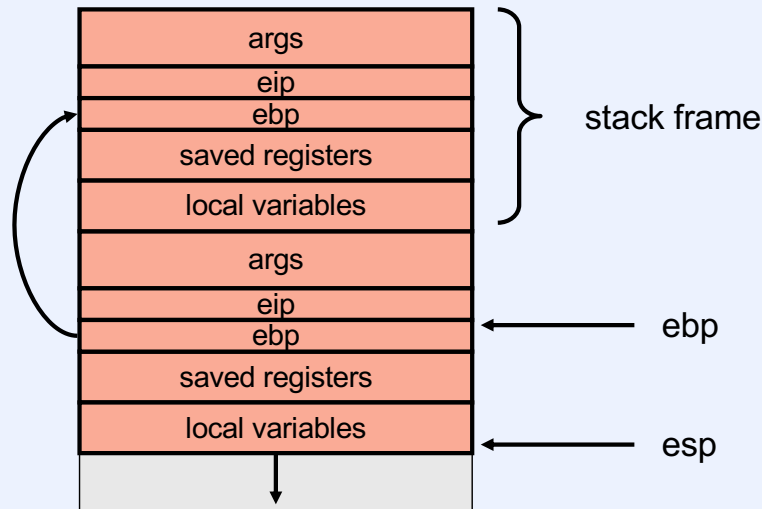 args
eip
ebp
stack frame
saved registers
local variables
args
eip
ebp
ebp
saved registers
local variables
esp